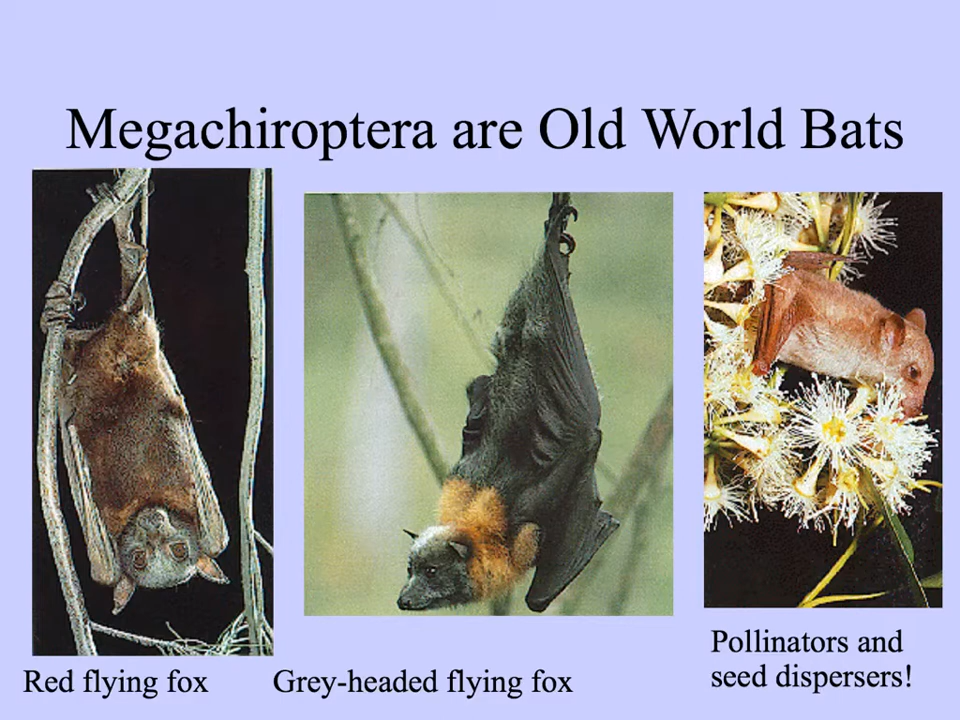 Megachiroptera are Old World Bats
Red flying fox
Grey-headed flying fox
Pollinators and
seed dispersers!